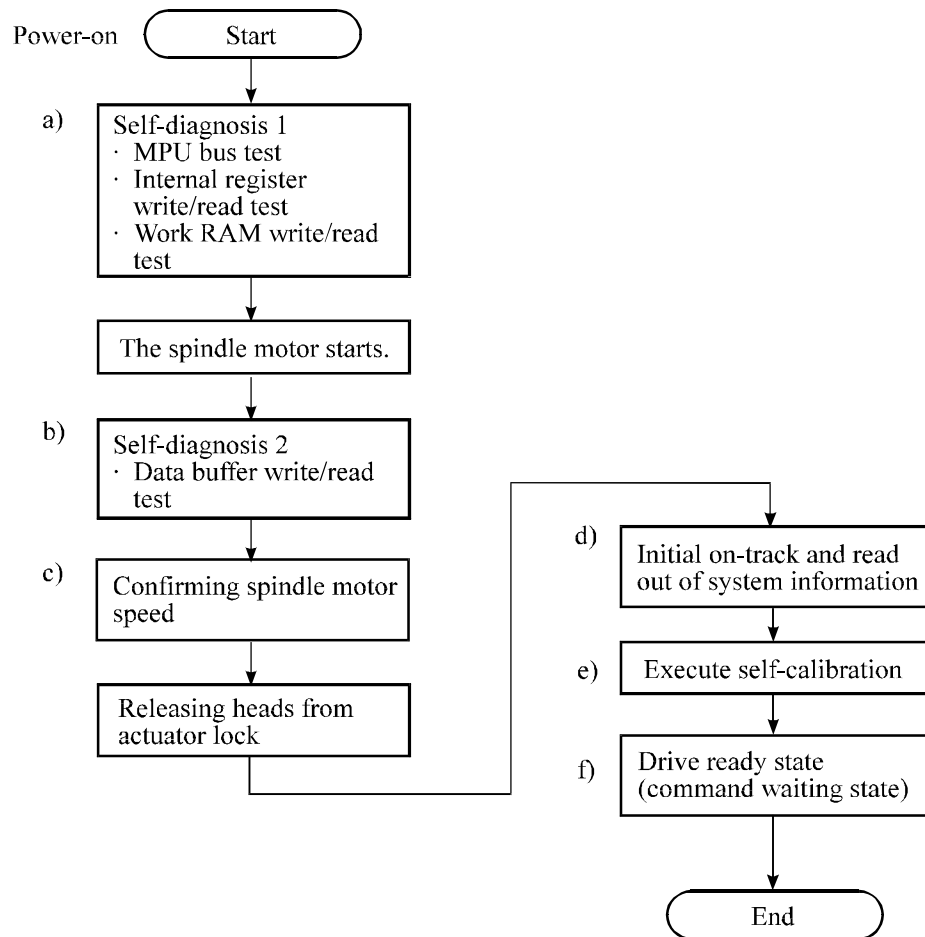 Power-on
Start
a)
Self-diagnosis 1
· MPU bus test
· Internal register
write/read test
· Work RAM write/read
test
The spindle motor starts.
b)
Self-diagnosis 2
· Data buffer write/read
test
c)
Confirming spindle motor
speed
Releasing heads from
actuator lock
d)
Initial on-track and read
out of system information
e)
Execute self-calibration
f)
Drive ready state
(command waiting state)
End